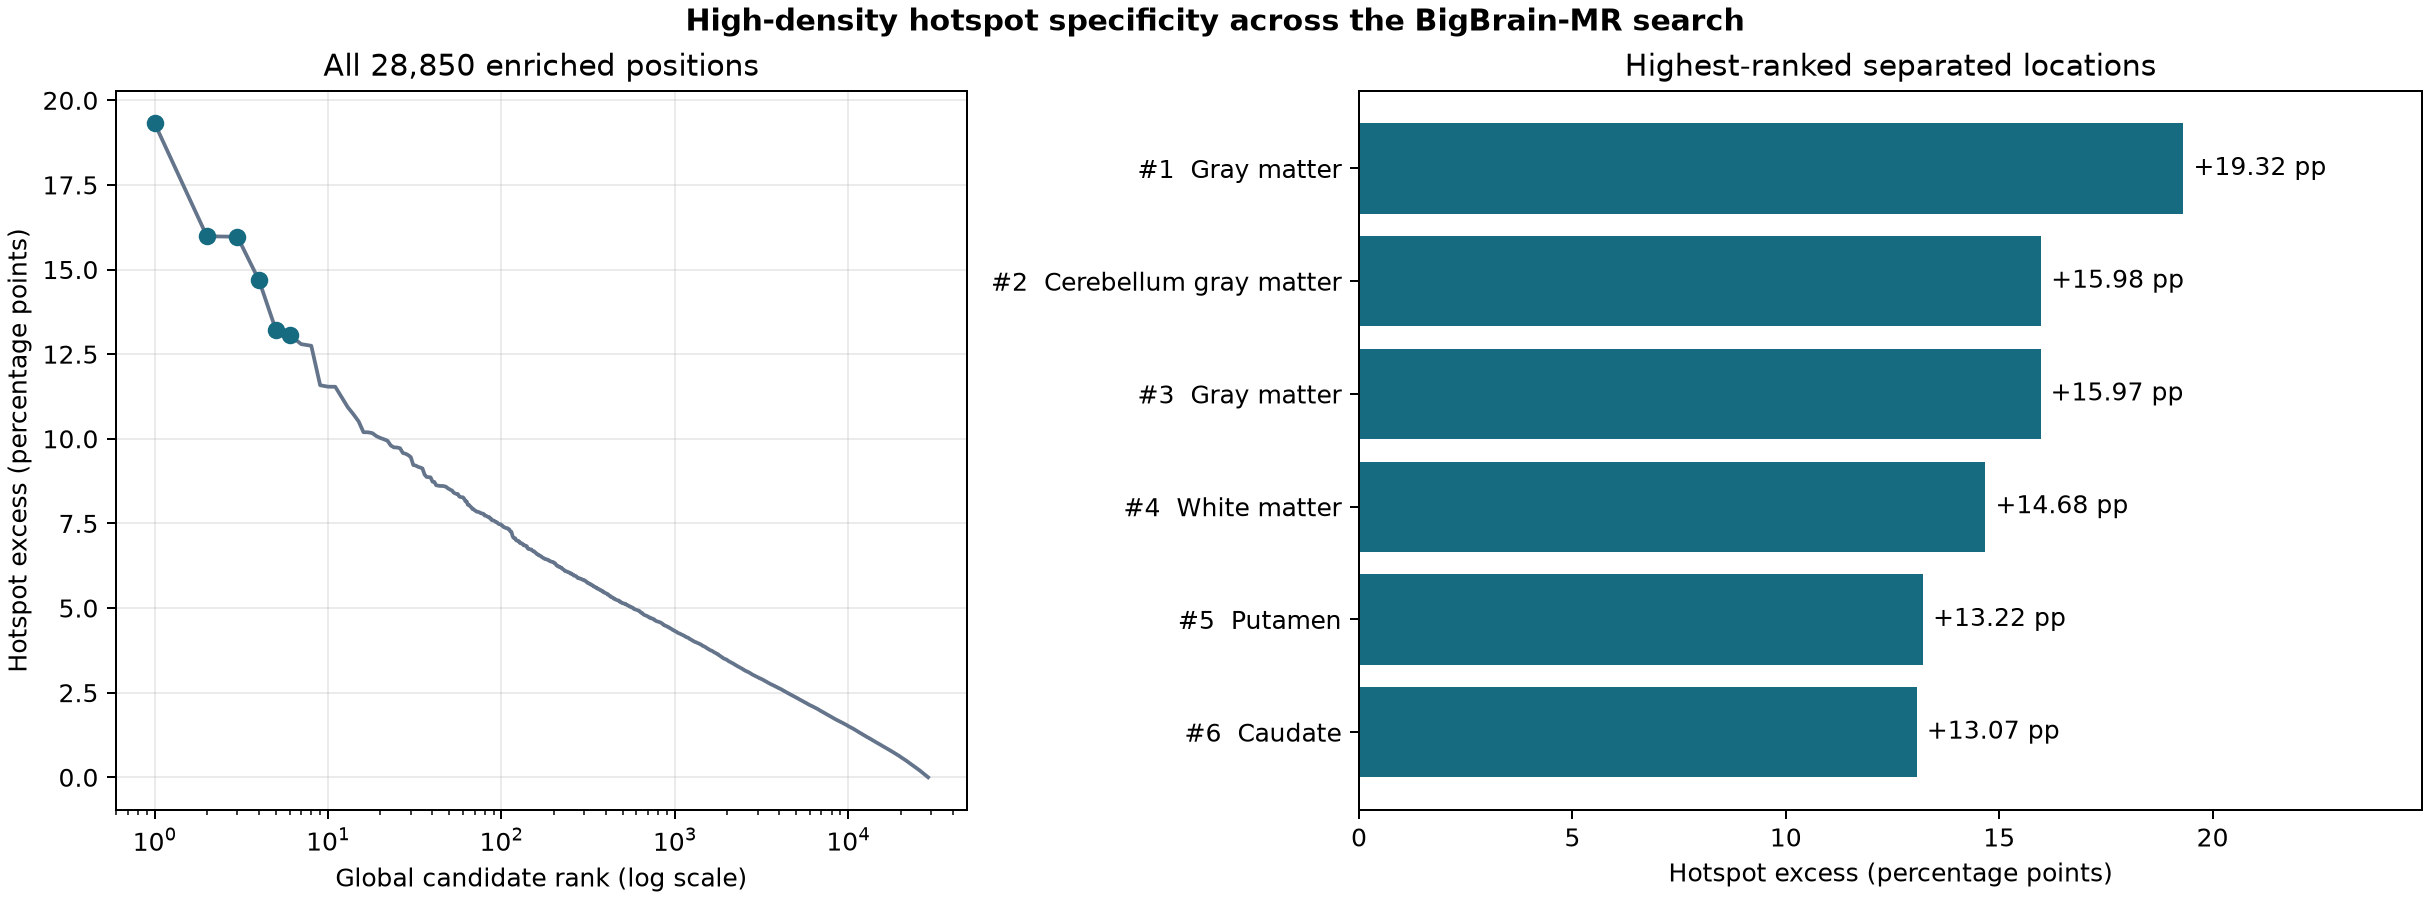 High-density hotspot specificity across the BigBrain-MR search
All 28,850 enriched positions
Hotspot excess (percentage points)
20.0
17.5
15.0
12.5
10.0
7.5
5.0
2.5
0.0
10⁰ 10¹ 10² 10³ 10⁴
Global candidate rank (log scale)
Highest-ranked separated locations
#1 Gray matter +19.32 pp
#2 Cerebellum gray matter +15.98 pp
#3 Gray matter +15.97 pp
#4 White matter +14.68 pp
#5 Putamen +13.22 pp
#6 Caudate +13.07 pp
0 5 10 15 20
Hotspot excess (percentage points)